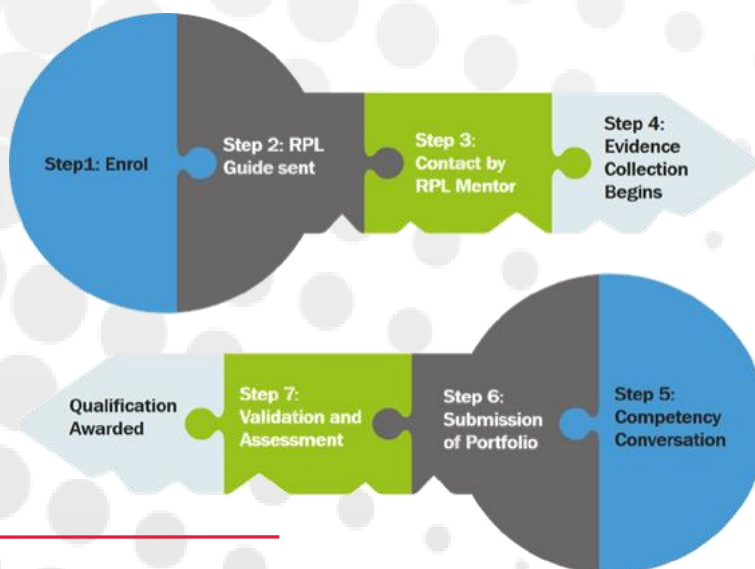 Step1: Enrol
Step 2: RPL
Guide sent
Step 3:
Contact by
RPL Mentor
Step 4:
Evidence
Collection
Begins
Step 5:
Competency
Conversation
Step 6:
Submission
of Portfolio
Step 7:
Validation and
Assessment
Qualification
Awarded